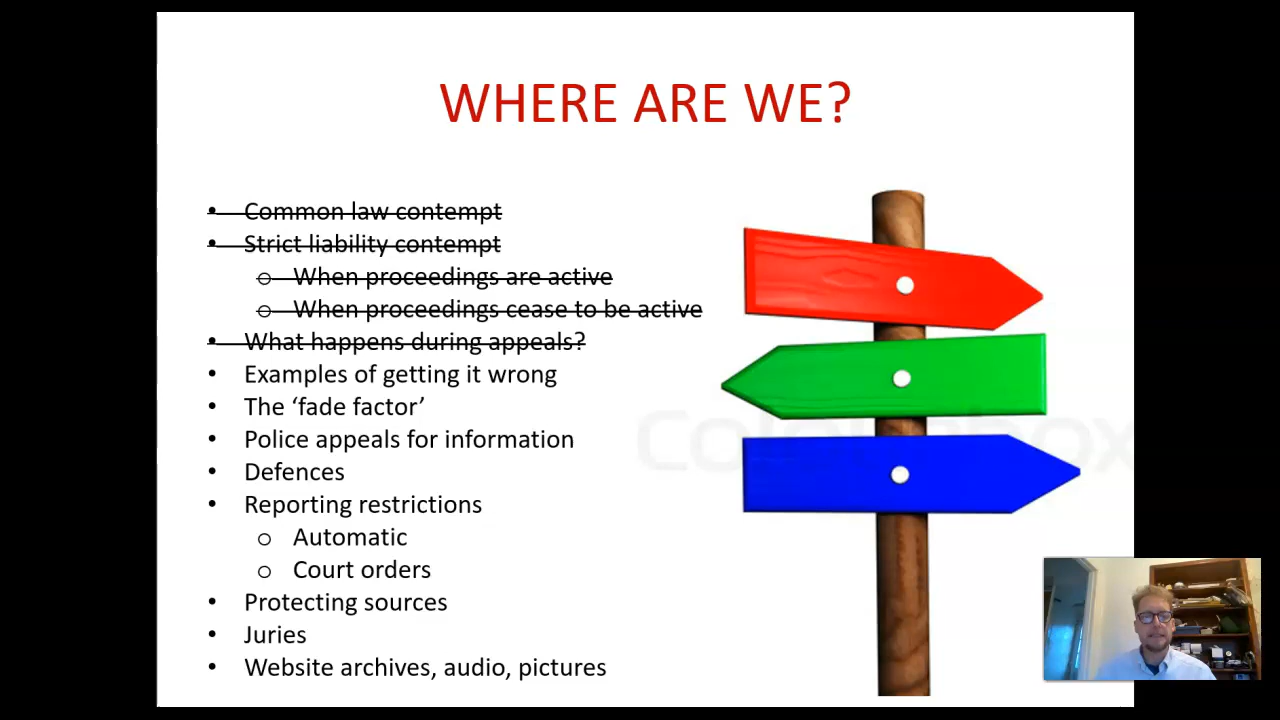 WHERE ARE WE?
• Common law contempt
• Strict liability contempt
o When proceedings are active
o When proceedings cease to be active
• What happens during appeals?
• Examples of getting it wrong
• The ‘fade factor’
• Police appeals for information
• Defences
• Reporting restrictions
o Automatic
o Court orders
• Protecting sources
• Juries
• Website archives, audio, pictures